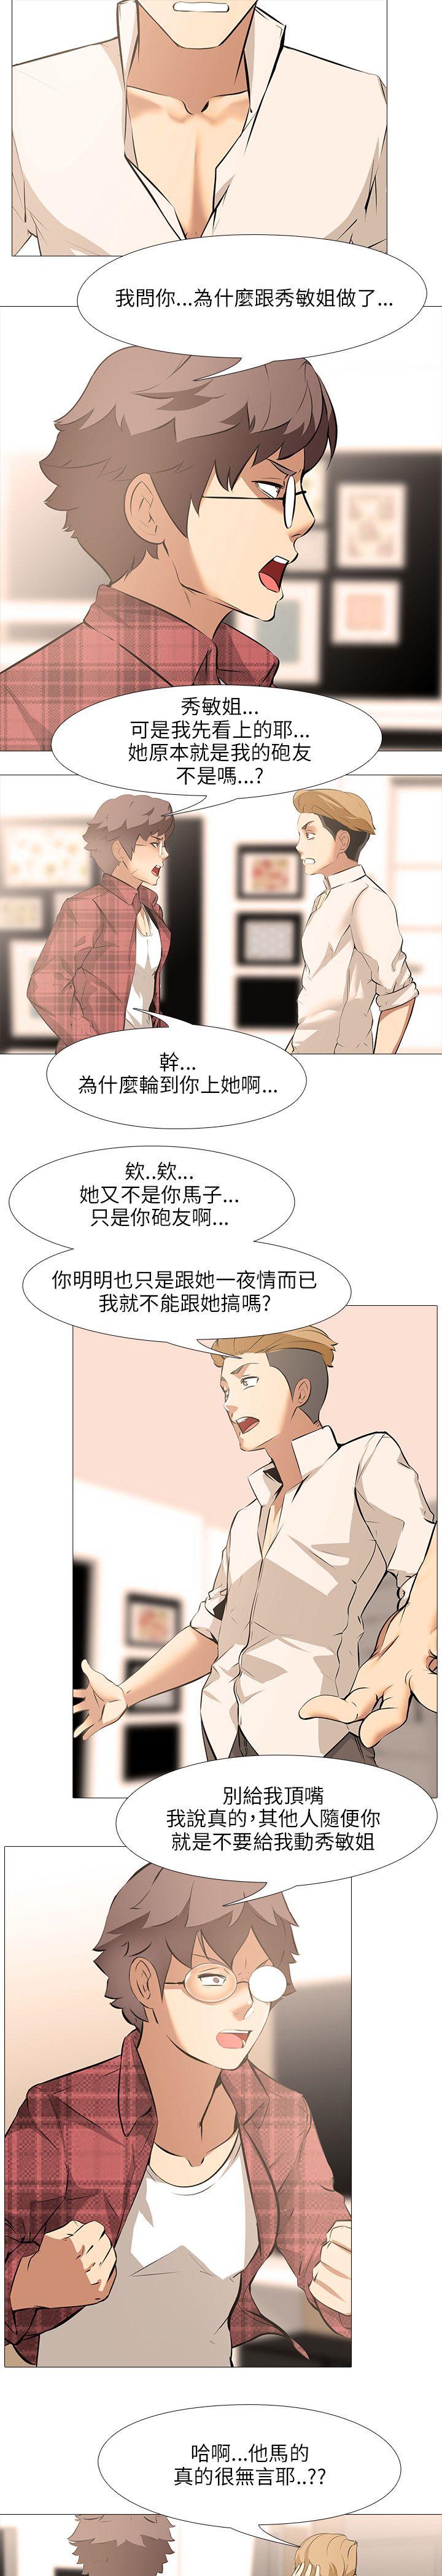 我問你...為什麼跟秀敏姐做了...
秀敏姐...
可是我先看上的耶...
她原本就是我的砲友
不是嗎...?
幹...
為什麼輪到你上她啊...
欸..欸...
她又不是你馬子...
只是你砲友啊...
你明明也只是跟她一夜情而已
我就不能跟她搞嗎?
別給我頂嘴
我說真的,其他人隨便你
就是不要給我動秀敏姐
哈啊...他馬的
真的很無言耶..??